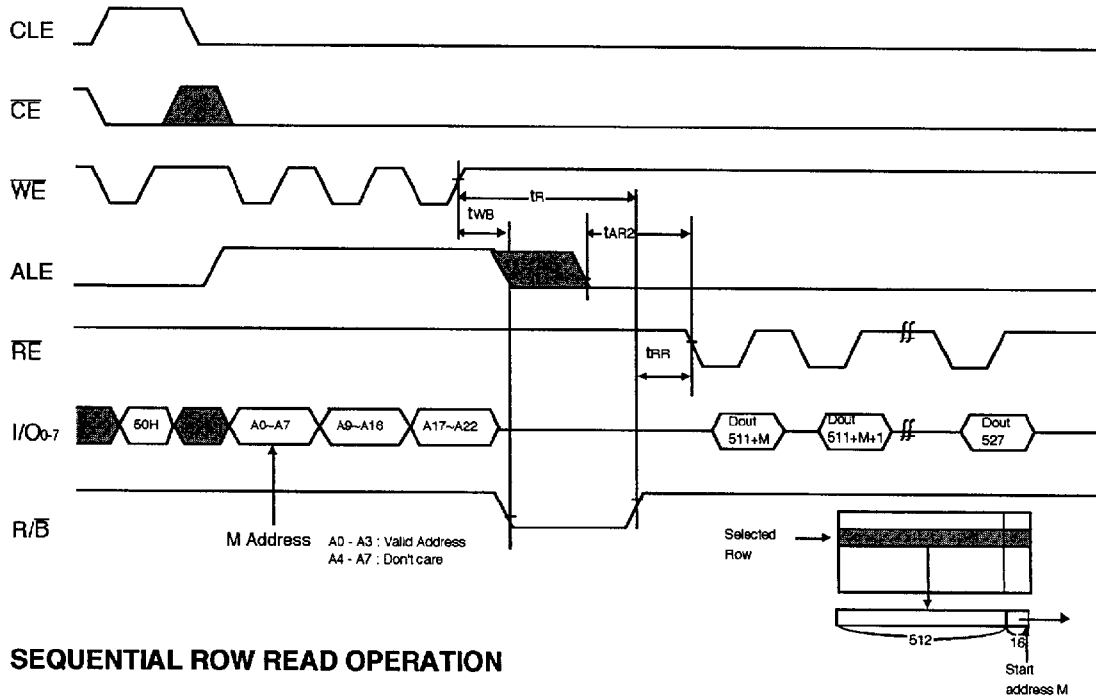 CLE
CE
WE
tR
tWB
tAR2
ALE
RE
tRR
I/O0-7
50H
A0~A7
A9~A16
A17~A22
Dout
511+M
Dout
511+M+1
Dout
527
R/B
M Address
A0 - A3 : Valid Address
A4 - A7 : Don't care
Selected
Row
512
16
Start
address M
SEQUENTIAL ROW READ OPERATION